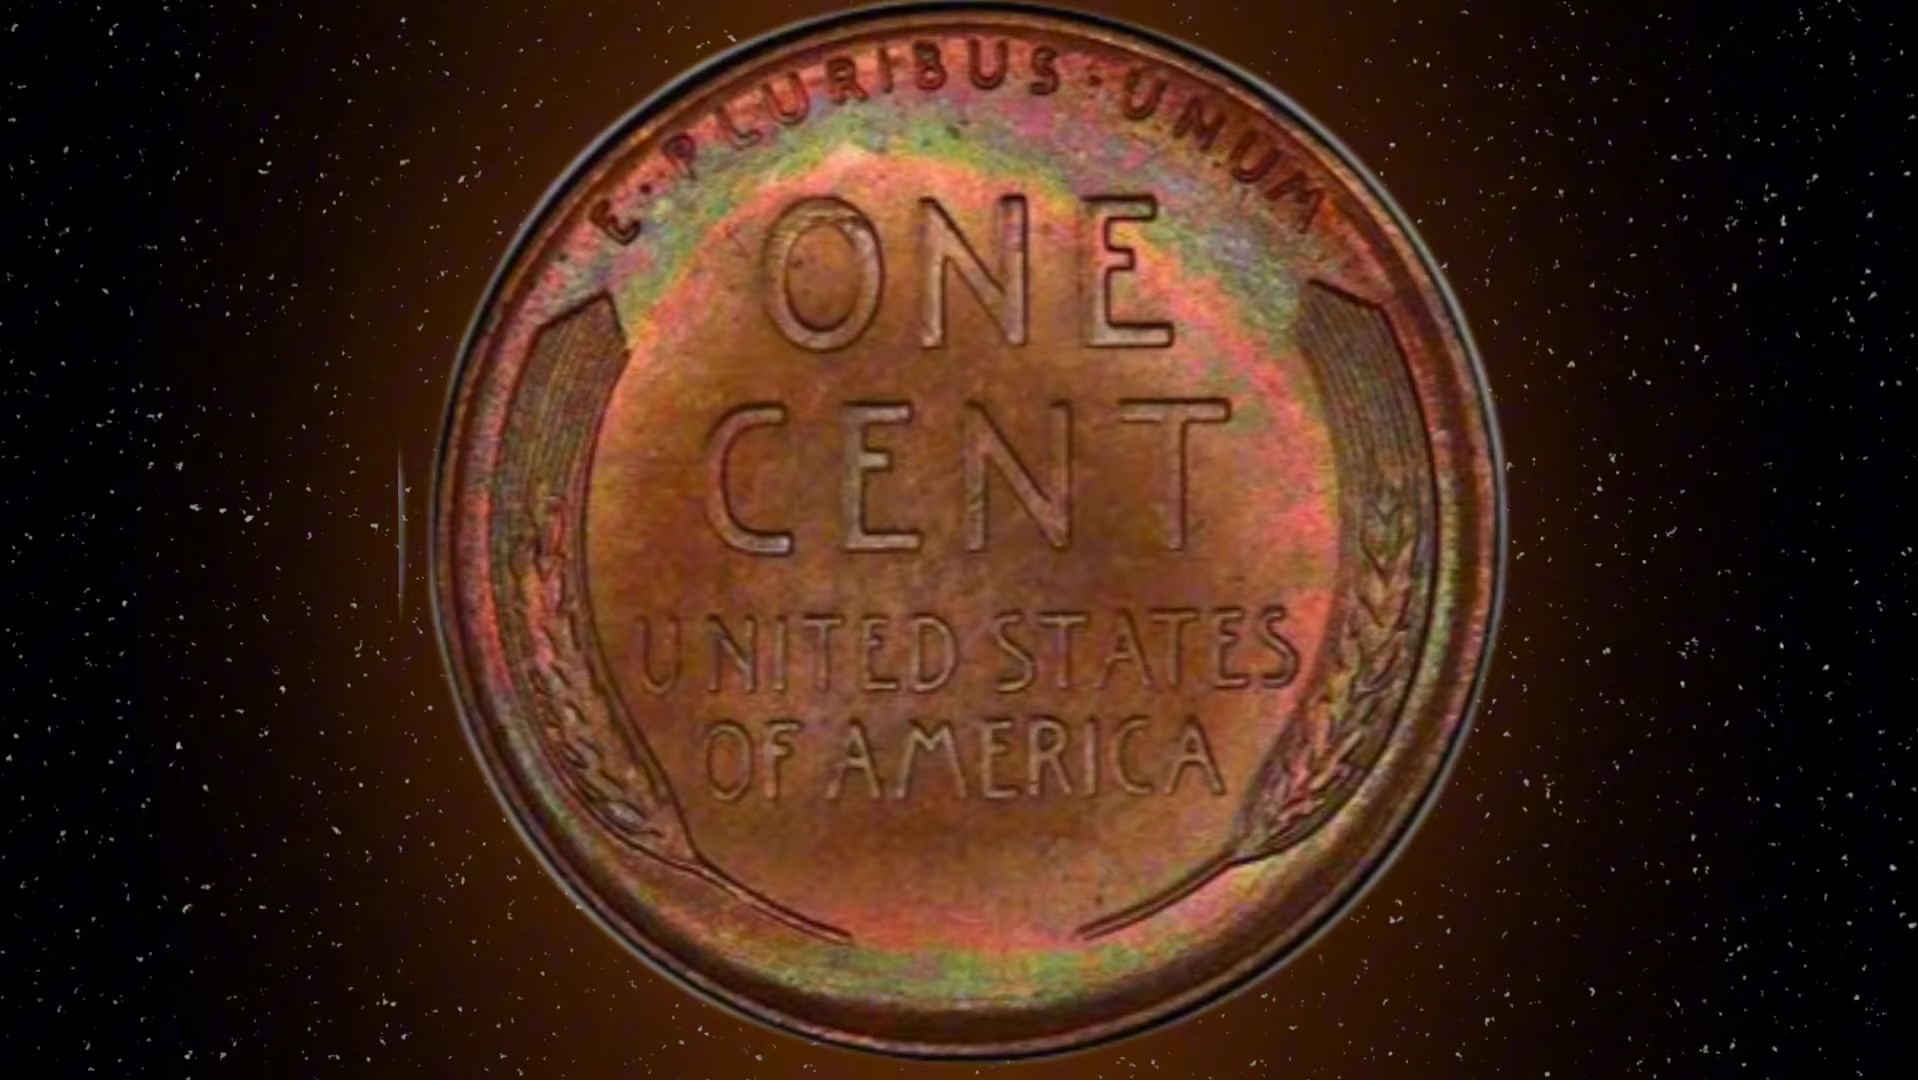 E · PLURIBUS · UNUM
ONE
CENT
UNITED STATES
OF AMERICA